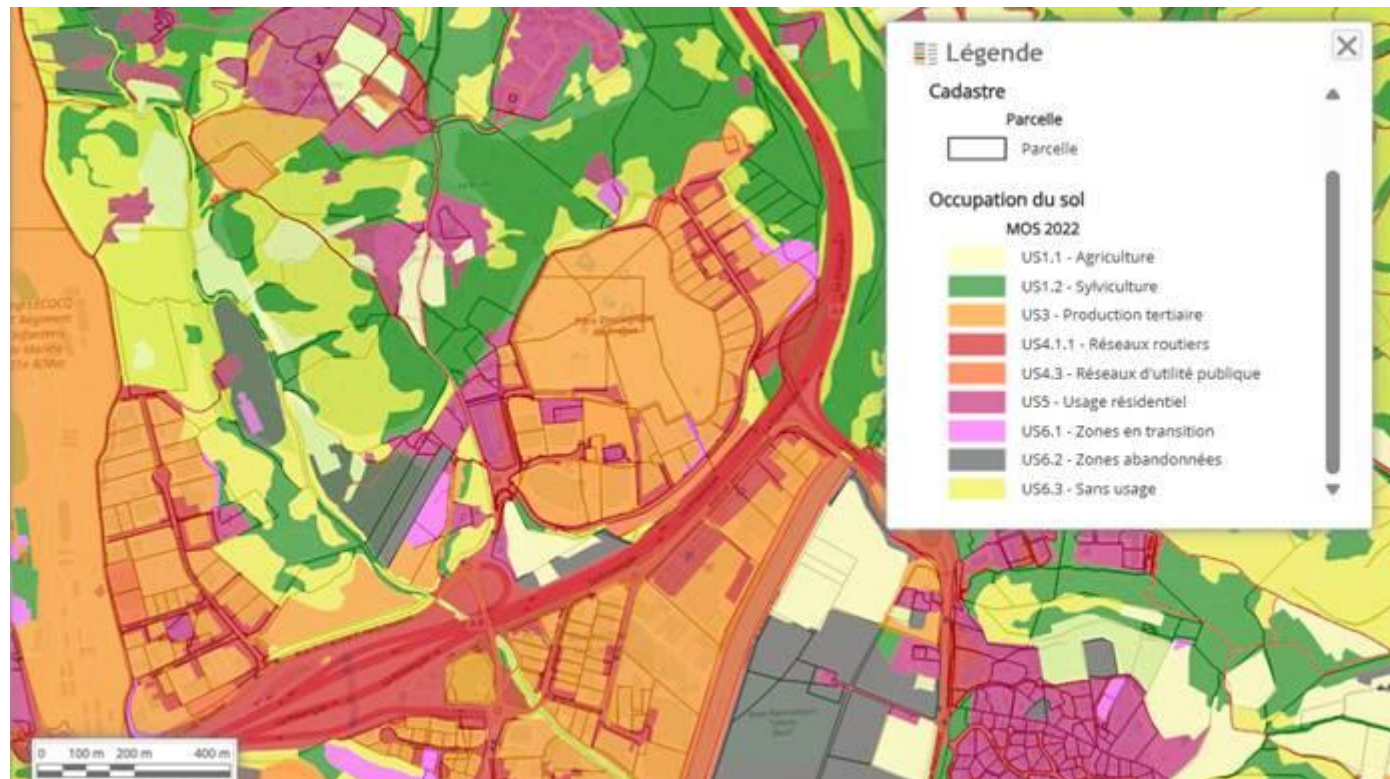 Légende
Cadastre
Parcelle
Parcelle
Occupation du sol
MOS 2022
US1.1 - Agriculture
US1.2 - Sylviculture
US3 - Production tertiaire
US4.1.1 - Réseaux routiers
US4.3 - Réseaux d'utilité publique
US5 - Usage résidentiel
US6.1 - Zones en transition
US6.2 - Zones abandonnées
US6.3 - Sans usage
0 100 m 200 m 400 m